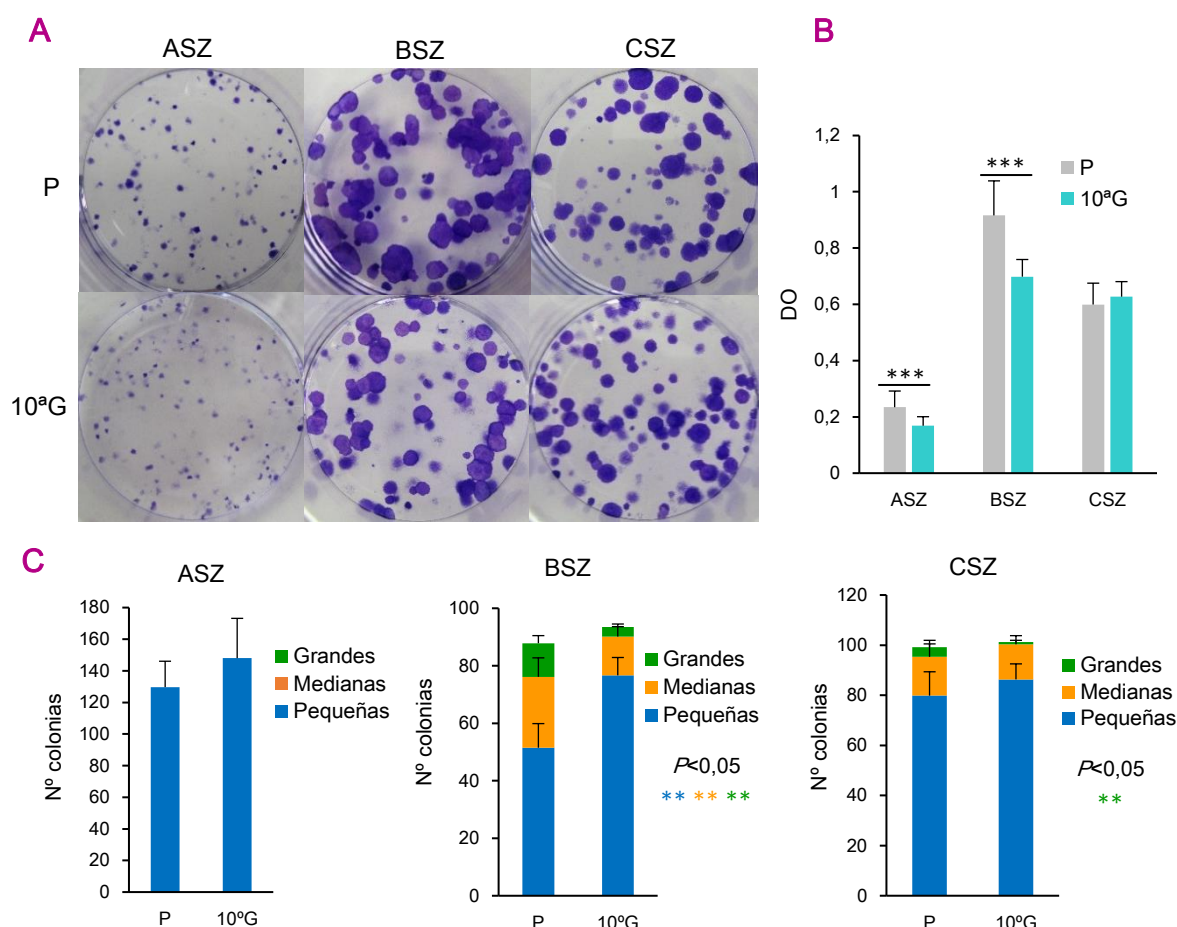 A
ASZ
BSZ
CSZ
P
10ªG
B
1,2
1
0,8
0,6
0,4
0,2
0
DO
***
***
P
10ªG
ASZ
BSZ
CSZ
C
ASZ
Nº colonias
180
160
140
120
100
80
60
40
20
0
P
10ºG
Grandes
Medianas
Pequeñas
BSZ
Nº colonias
100
80
60
40
20
0
P
10ºG
Grandes
Medianas
Pequeñas
P<0,05
** ** **
CSZ
Nº colonias
120
100
80
60
40
20
0
P
10ºG
Grandes
Medianas
Pequeñas
P<0,05
**